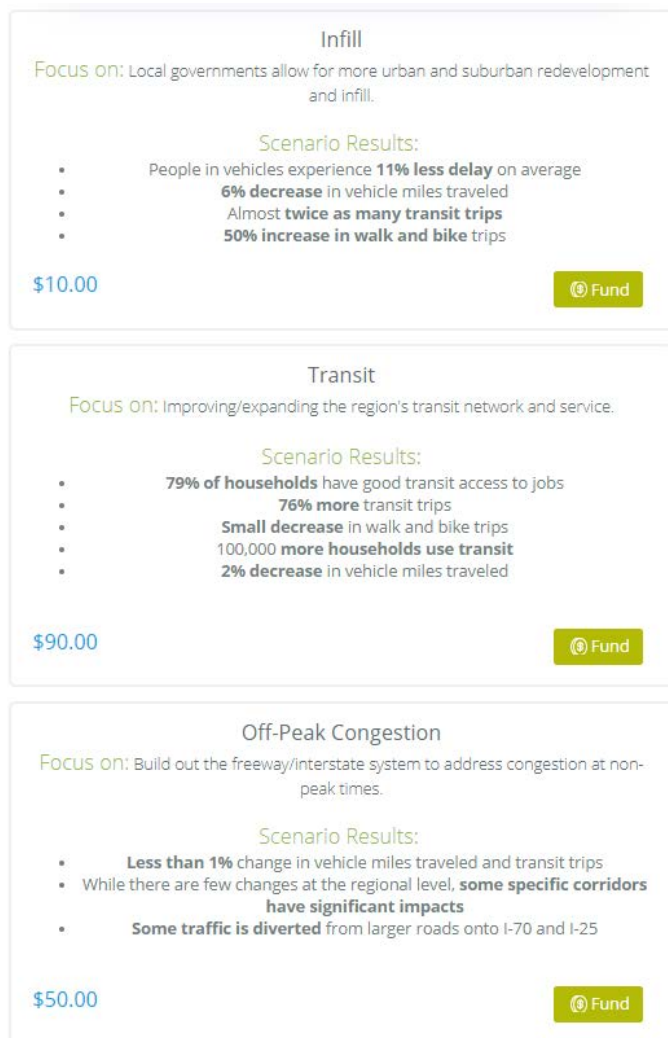 Infill
Focus on: Local governments allow for more urban and suburban redevelopment
and infill.
Scenario Results:
• People in vehicles experience 11% less delay on average
• 6% decrease in vehicle miles traveled
• Almost twice as many transit trips
• 50% increase in walk and bike trips
$10.00
Fund
Transit
Focus on: Improving/expanding the region's transit network and service.
Scenario Results:
• 79% of households have good transit access to jobs
• 76% more transit trips
• Small decrease in walk and bike trips
• 100,000 more households use transit
• 2% decrease in vehicle miles traveled
$90.00
Fund
Off-Peak Congestion
Focus on: Build out the freeway/interstate system to address congestion at non-
peak times.
Scenario Results:
• Less than 1% change in vehicle miles traveled and transit trips
• While there are few changes at the regional level, some specific corridors
have significant impacts
• Some traffic is diverted from larger roads onto I-70 and I-25
$50.00
Fund